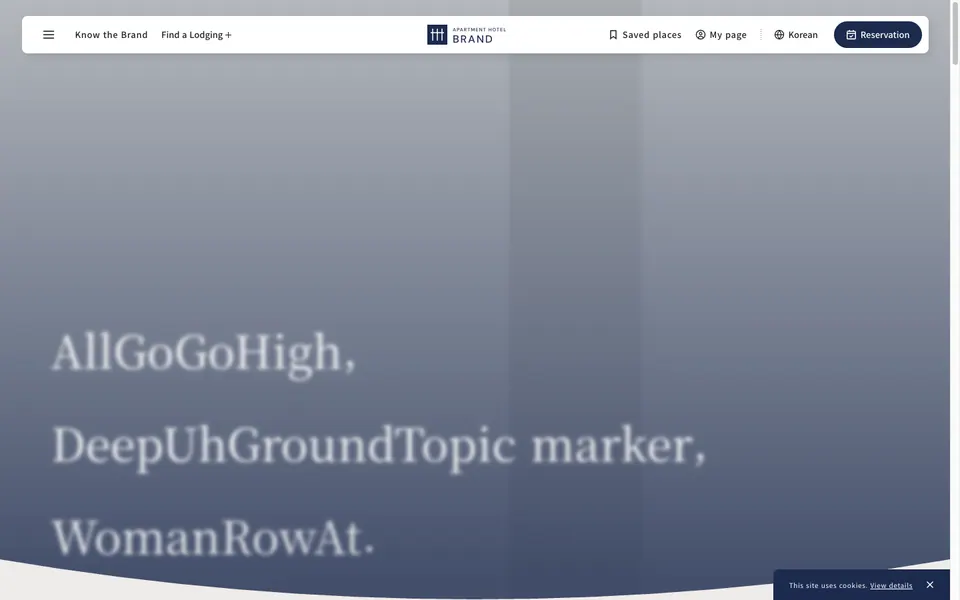 Know the Brand
Find a Lodging +
APARTMENT HOTEL
BRAND
Saved places
My page
Korean
Reservation
AllGoGoHigh,
DeepUhGroundTopic marker,
WomanRowAt.
This site uses cookies. View details